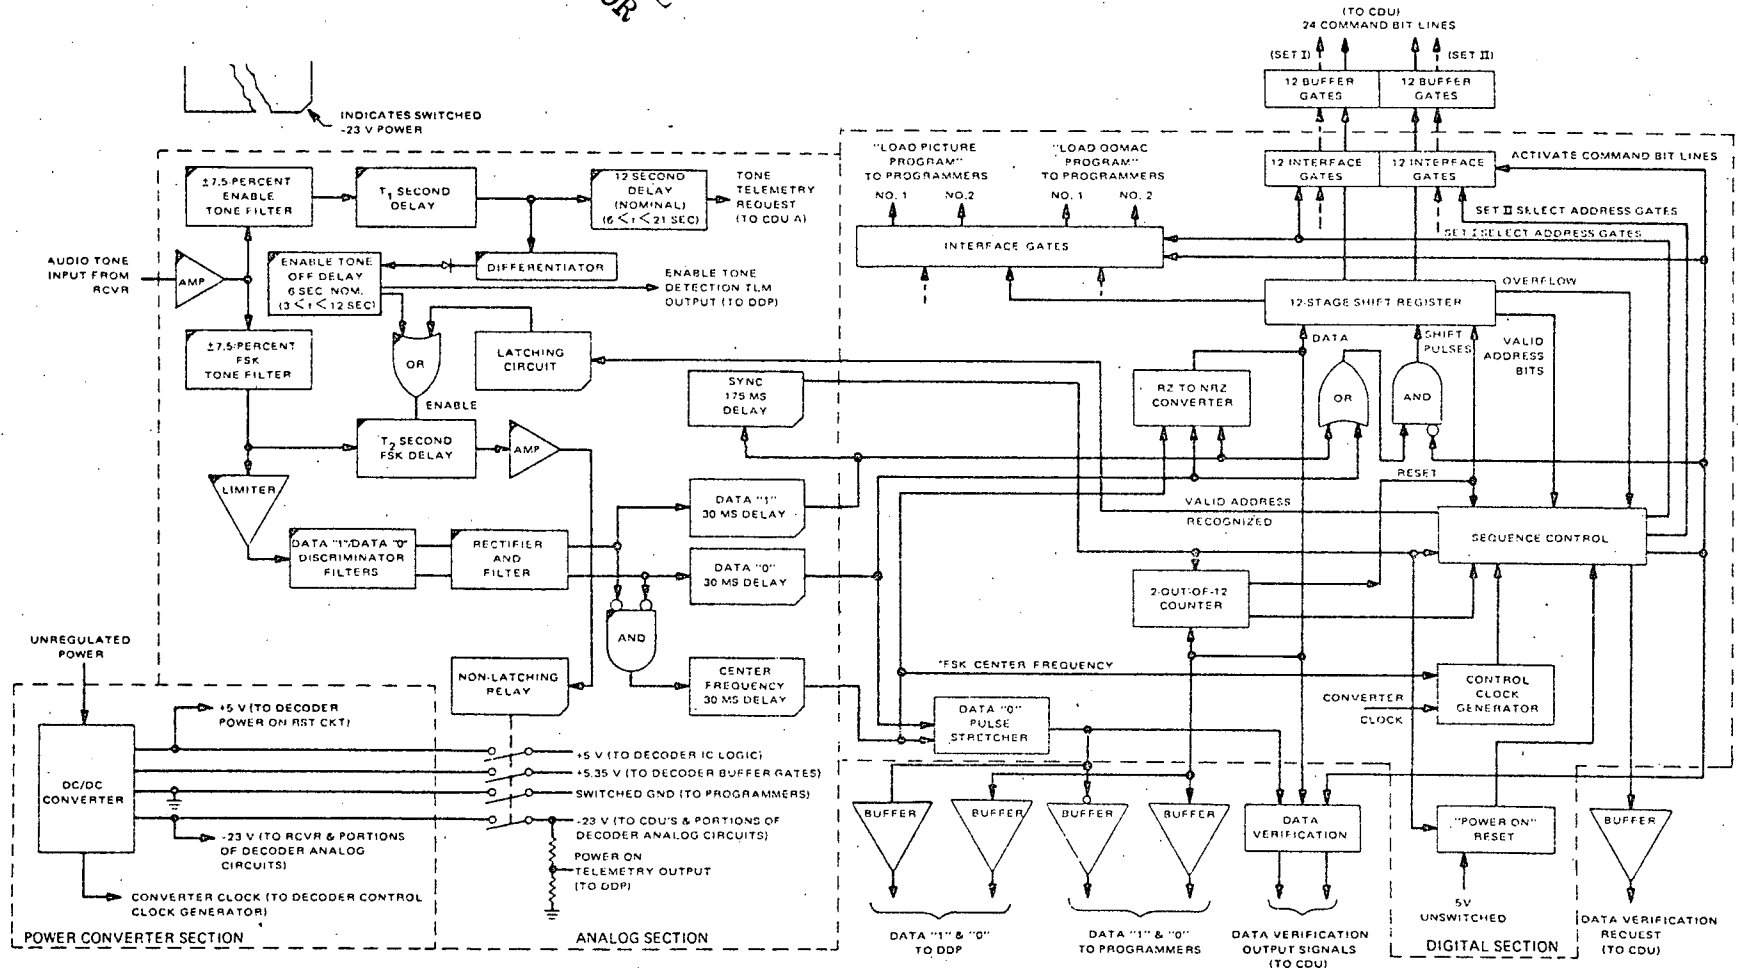 OR
(TO CDU)
24 COMMAND BIT LINES
(SET I)
(SET II)
12 BUFFER
GATES
12 BUFFER
GATES
INDICATES SWITCHED
-23 V POWER
"LOAD PICTURE
PROGRAM"
TO PROGRAMMERS
NO. 1
NO.2
"LOAD QOMAC
PROGRAM"
TO PROGRAMMERS
NO. 1
NO. 2
12 INTERFACE
GATES
12 INTERFACE
GATES
ACTIVATE COMMAND BIT LINES
SET II SELECT ADDRESS GATES
SET I SELECT ADDRESS GATES
INTERFACE GATES
±7.5-PERCENT
ENABLE
TONE FILTER
T1 SECOND
DELAY
12 SECOND
DELAY
(NOMINAL)
(6 < t < 21 SEC)
TONE
TELEMETRY
REQUEST
(TO CDU A)
AUDIO TONE
INPUT FROM
RCVR
AMP
ENABLE TONE
OFF DELAY
6 SEC NOM.
(3 < t < 12 SEC)
DIFFERENTIATOR
ENABLE TONE
DETECTION TLM
OUTPUT (TO DDP)
12-STAGE SHIFT REGISTER
OVERFLOW
±7.5-PERCENT
FSK
TONE FILTER
OR
LATCHING
CIRCUIT
ENABLE
SYNC
175 MS
DELAY
RZ TO NRZ
CONVERTER
DATA
SHIFT
PULSES
VALID
ADDRESS
BITS
OR
AND
RESET
T2 SECOND
FSK DELAY
AMP
LIMITER
DATA "1"
30 MS DELAY
VALID ADDRESS
RECOGNIZED
SEQUENCE CONTROL
DATA "1"/DATA "0"
DISCRIMINATOR
FILTERS
RECTIFIER
AND
FILTER
DATA "0"
30 MS DELAY
2-OUT-OF-12
COUNTER
AND
UNREGULATED
POWER
NON-LATCHING
RELAY
CENTER
FREQUENCY
30 MS DELAY
"FSK CENTER FREQUENCY
CONVERTER
CLOCK
CONTROL
CLOCK
GENERATOR
DATA "0"
PULSE
STRETCHER
+5 V (TO DECODER
POWER ON RST CKT)
DC/DC
CONVERTER
+5 V (TO DECODER IC LOGIC)
+5.35 V (TO DECODER BUFFER GATES)
SWITCHED GND (TO PROGRAMMERS)
-23 V (TO CDU'S & PORTIONS OF
DECODER ANALOG CIRCUITS)
-23 V (TO RCVR & PORTIONS
OF DECODER ANALOG
CIRCUITS)
POWER ON
TELEMETRY OUTPUT
(TO DDP)
CONVERTER CLOCK (TO DECODER CONTROL
CLOCK GENERATOR)
BUFFER
BUFFER
BUFFER
BUFFER
DATA
VERIFICATION
"POWER ON"
RESET
BUFFER
5V
UNSWITCHED
DATA "1" & "0"
TO DDP
DATA "1" & "0"
TO PROGRAMMERS
DATA VERIFICATION
OUTPUT SIGNALS
(TO CDU)
DATA VERIFICATION
RECUEST
(TO CDU)
POWER CONVERTER SECTION
ANALOG SECTION
DIGITAL SECTION